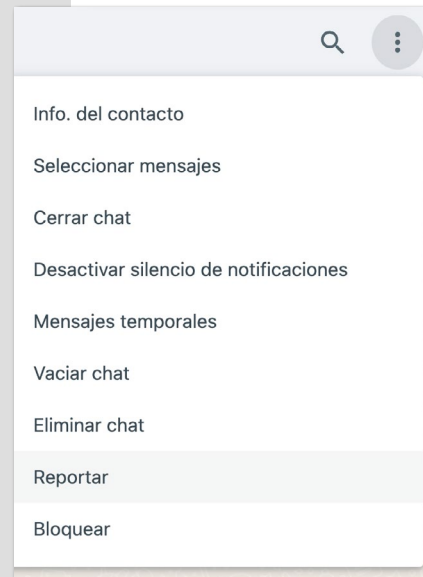 Info. del contacto
Seleccionar mensajes
Cerrar chat
Desactivar silencio de notificaciones
Mensajes temporales
Vaciar chat
Eliminar chat
Reportar
Bloquear